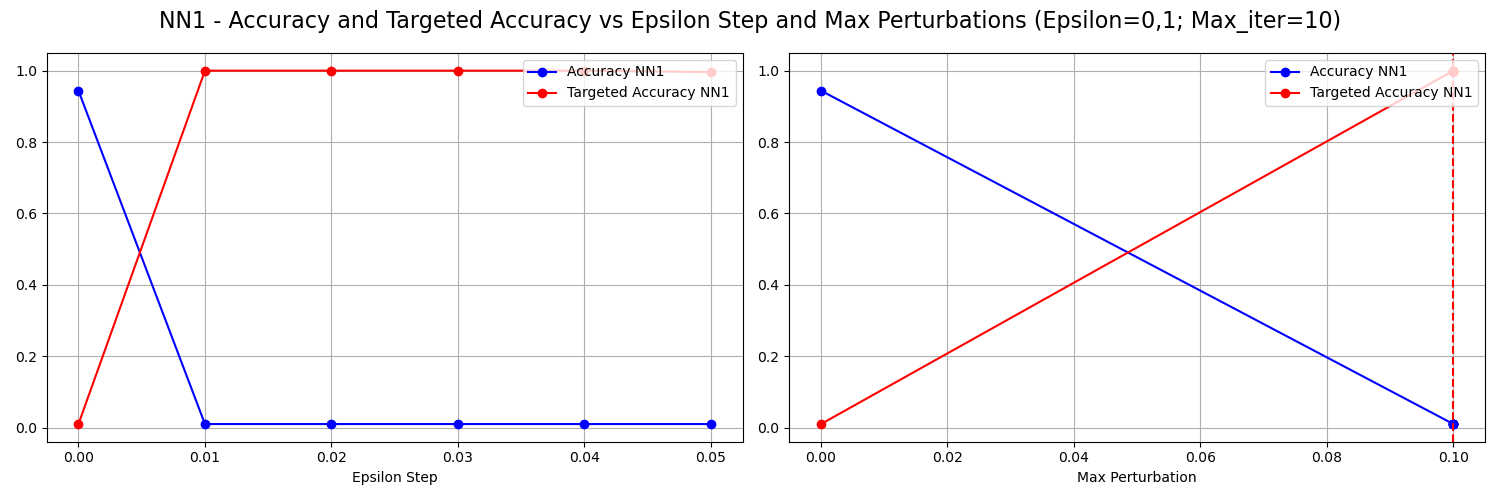 NN1 - Accuracy and Targeted Accuracy vs Epsilon Step and Max Perturbations (Epsilon=0,1; Max_iter=10)
1.0
0.8
0.6
0.4
0.2
0.0
0.00 0.01 0.02 0.03 0.04 0.05
Epsilon Step
Accuracy NN1
Targeted Accuracy NN1
1.0
0.8
0.6
0.4
0.2
0.0
0.00 0.02 0.04 0.06 0.08 0.10
Max Perturbation
Accuracy NN1
Targeted Accuracy NN1